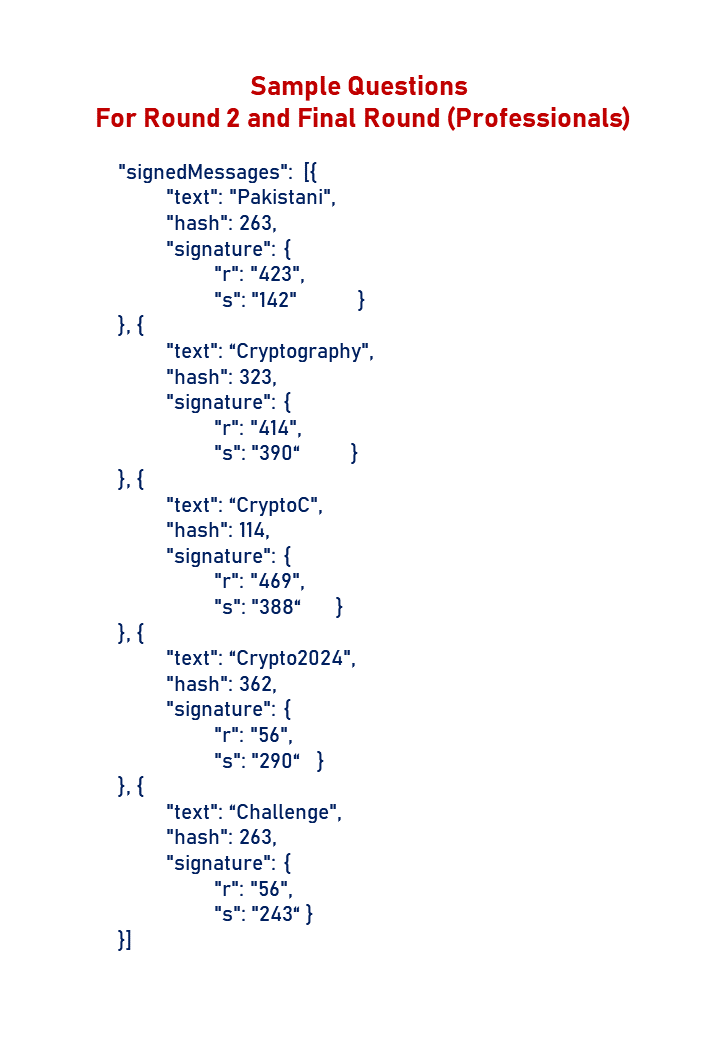 Sample Questions
For Round 2 and Final Round (Professionals)
"signedMessages": [{
"text": "Pakistani",
"hash": 263,
"signature": {
"r": "423",
"s": "142" }
}, {
"text": “Cryptography",
"hash": 323,
"signature": {
"r": "414",
"s": "390“ }
}, {
"text": “CryptoC",
"hash": 114,
"signature": {
"r": "469",
"s": "388“ }
}, {
"text": “Crypto2024",
"hash": 362,
"signature": {
"r": "56",
"s": "290“ }
}, {
"text": “Challenge",
"hash": 263,
"signature": {
"r": "56",
"s": "243“ }
}]